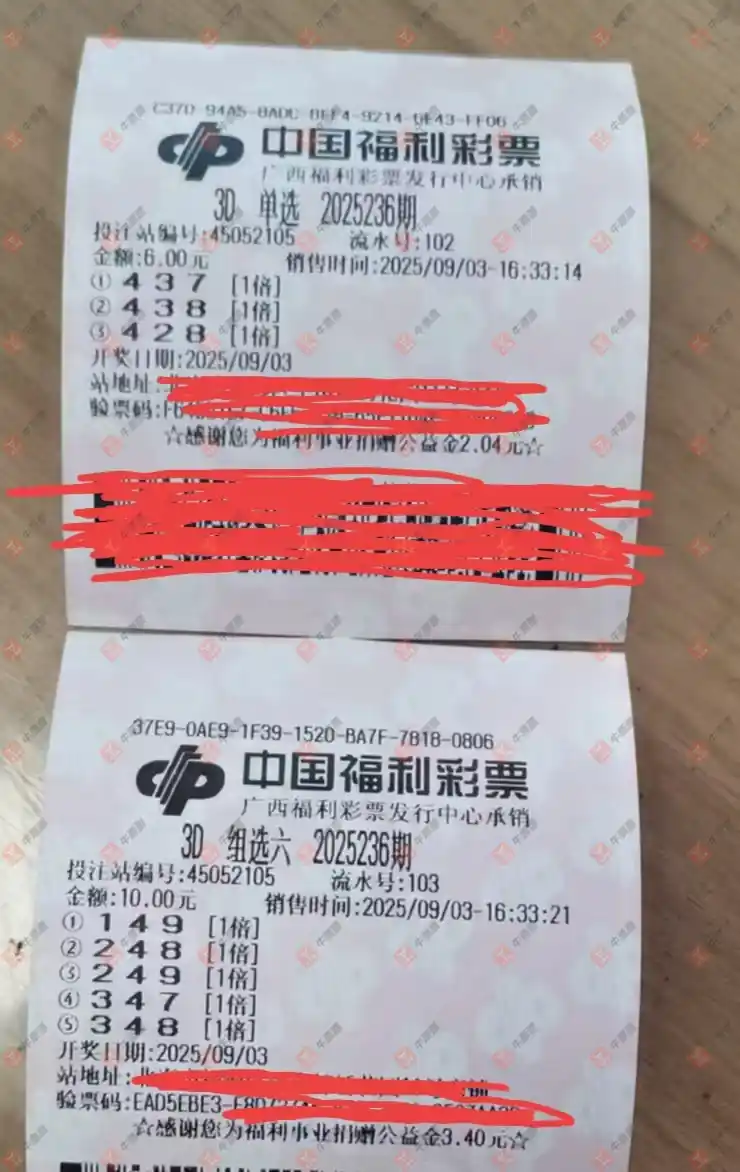 C37D-94A5-8ADC-8EF4-9214-DE43-FF06
中国福利彩票
广西福利彩票发行中心承销
3D 单选 2025236期
投注站编号:45052105 流水号:102
金额:6.00元 销售时间:2025/09/03-16:33:14
① 4 3 7 [1倍]
② 4 3 8 [1倍]
③ 4 2 8 [1倍]
开奖日期:2025/09/03
站地址:
验票码:
☆感谢您为福利事业捐赠公益金2.04元☆
37E9-0AE9-1F39-1520-BA7F-7818-0806
中国福利彩票
广西福利彩票发行中心承销
3D 组选六 2025236期
投注站编号:45052105 流水号:103
金额:10.00元 销售时间:2025/09/03-16:33:21
① 1 4 9 [1倍]
② 2 4 8 [1倍]
③ 2 4 9 [1倍]
④ 3 4 7 [1倍]
⑤ 3 4 8 [1倍]
开奖日期:2025/09/03
站地址:
验票码:EAD5EBE3-
☆感谢您为福利事业捐赠公益金3.40元☆